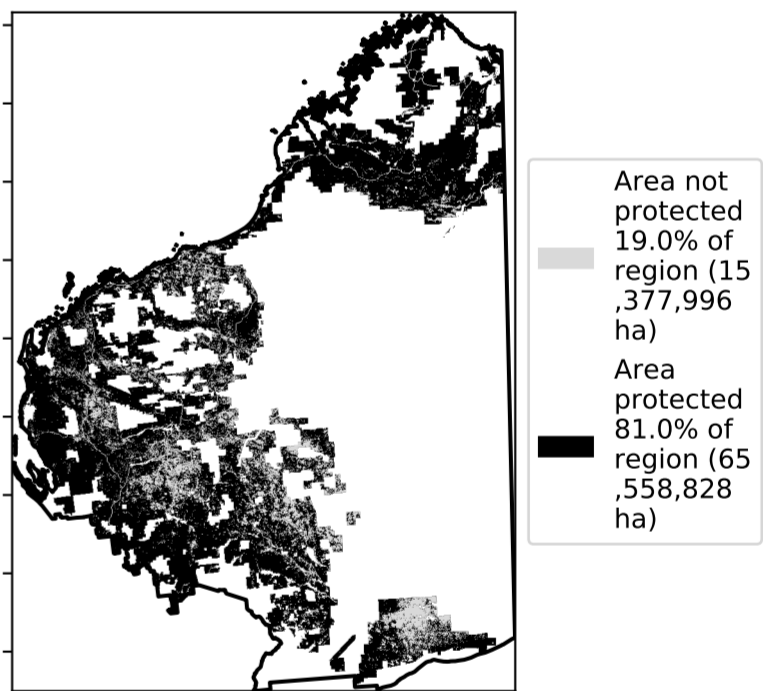 Area not
protected
19.0% of
region (15
,377,996
ha)
Area
protected
81.0% of
region (65
,558,828
ha)